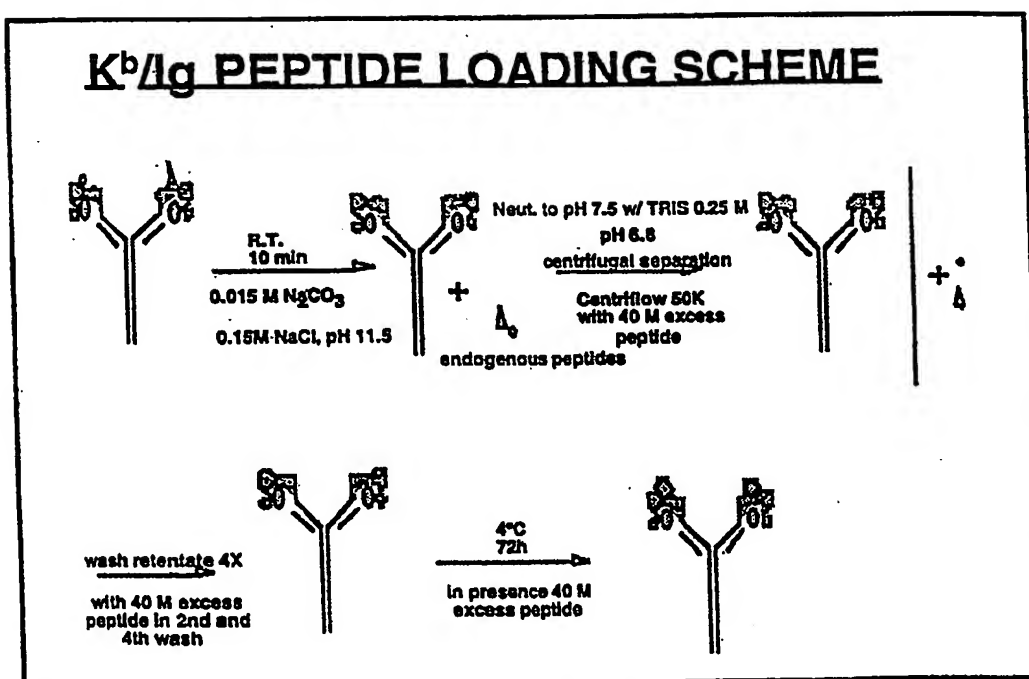 Kb/Ig PEPTIDE LOADING SCHEME
R.T.
10 min
0.015 M N2CO3
0.15M-NaCl, pH 11.5
+
endogenous peptides
Neut. to pH 7.5 w/ TRIS 0.25 M
pH 6.8
centrifugal separation
Centriflow 50K
with 40 M excess
peptide
+
wash retentate 4X
with 40 M excess
peptide in 2nd and
4th wash
4°C
72h
in presence 40 M
excess peptide